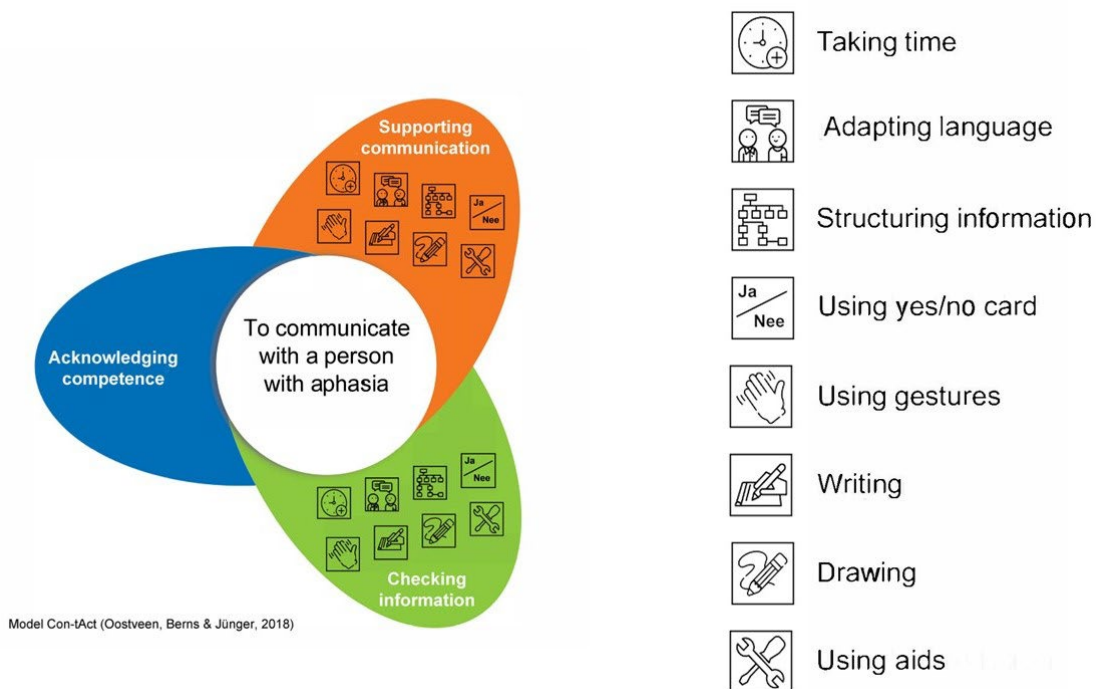 Supporting
communication
Ja
Nee
Acknowledging
competence
To communicate
with a person
with aphasia
Ja
Nee
Checking
information
Model Con-tAct (Oostveen, Berns & Jünger, 2018)
Taking time
Adapting language
Structuring information
Ja
Nee
Using yes/no card
Using gestures
Writing
Drawing
Using aids